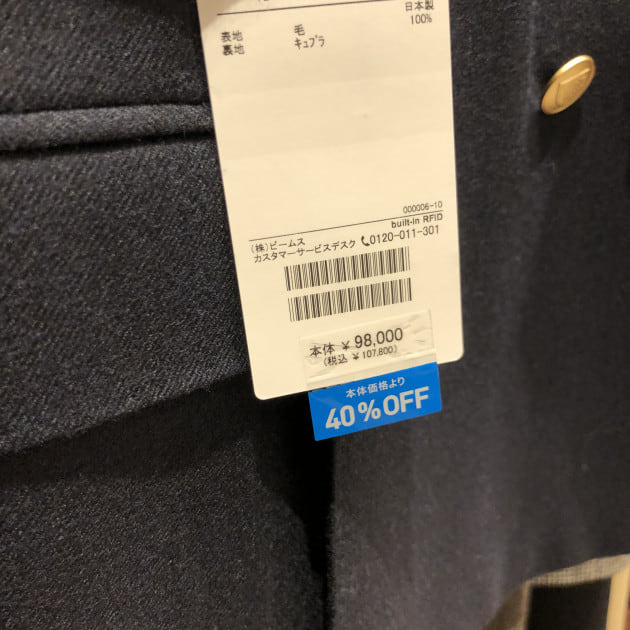 日本製
表地 毛 100%
裏地 キュプラ
000006-10
built-in RFID
(株)ビームス
カスタマーサービスデスク 0120-011-301
本体 ¥ 98,000
(税込 ¥107,800)
本体価格より
40%OFF